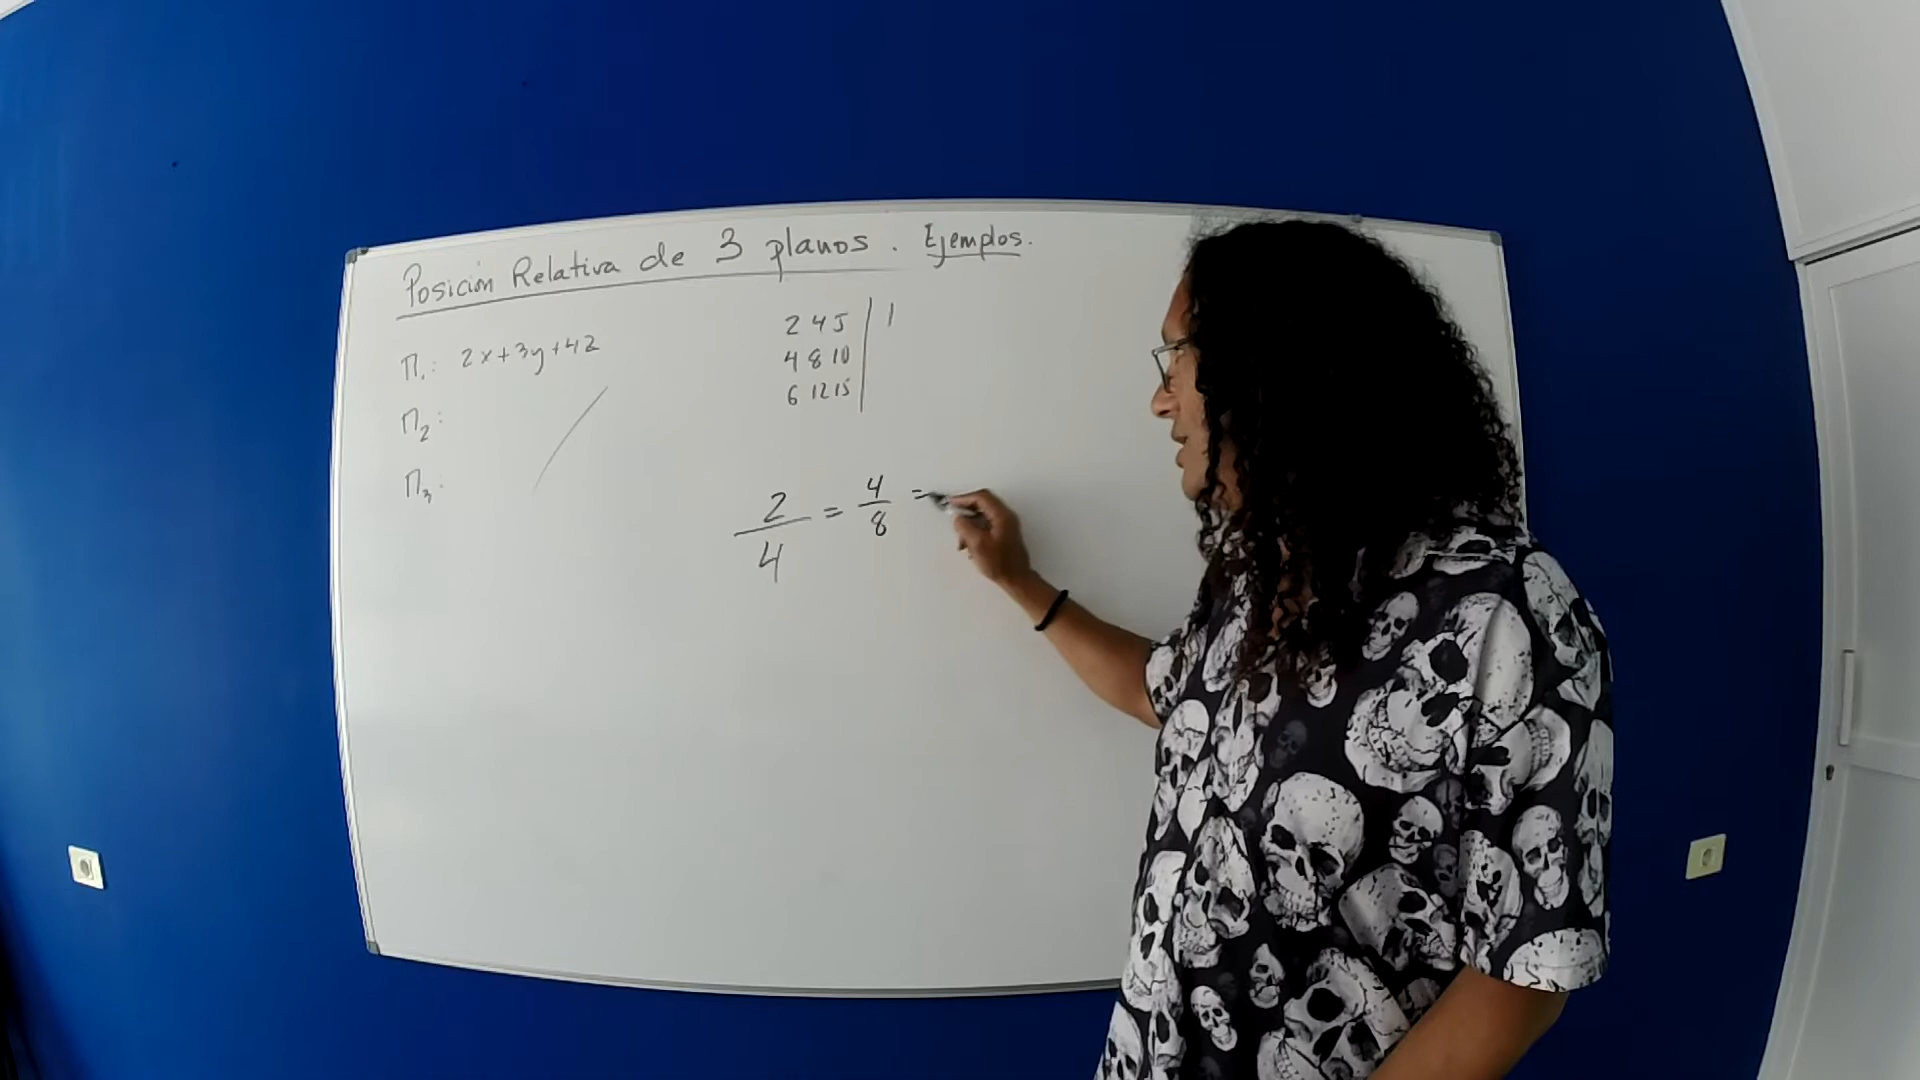 Posición Relativa de 3 planos. Ejemplos.
Π₁: 2x+3y+4z
Π₂:
Π₃:
2 4 5 | 1
4 8 10 |
6 12 15 |
2/4 = 4/8 =